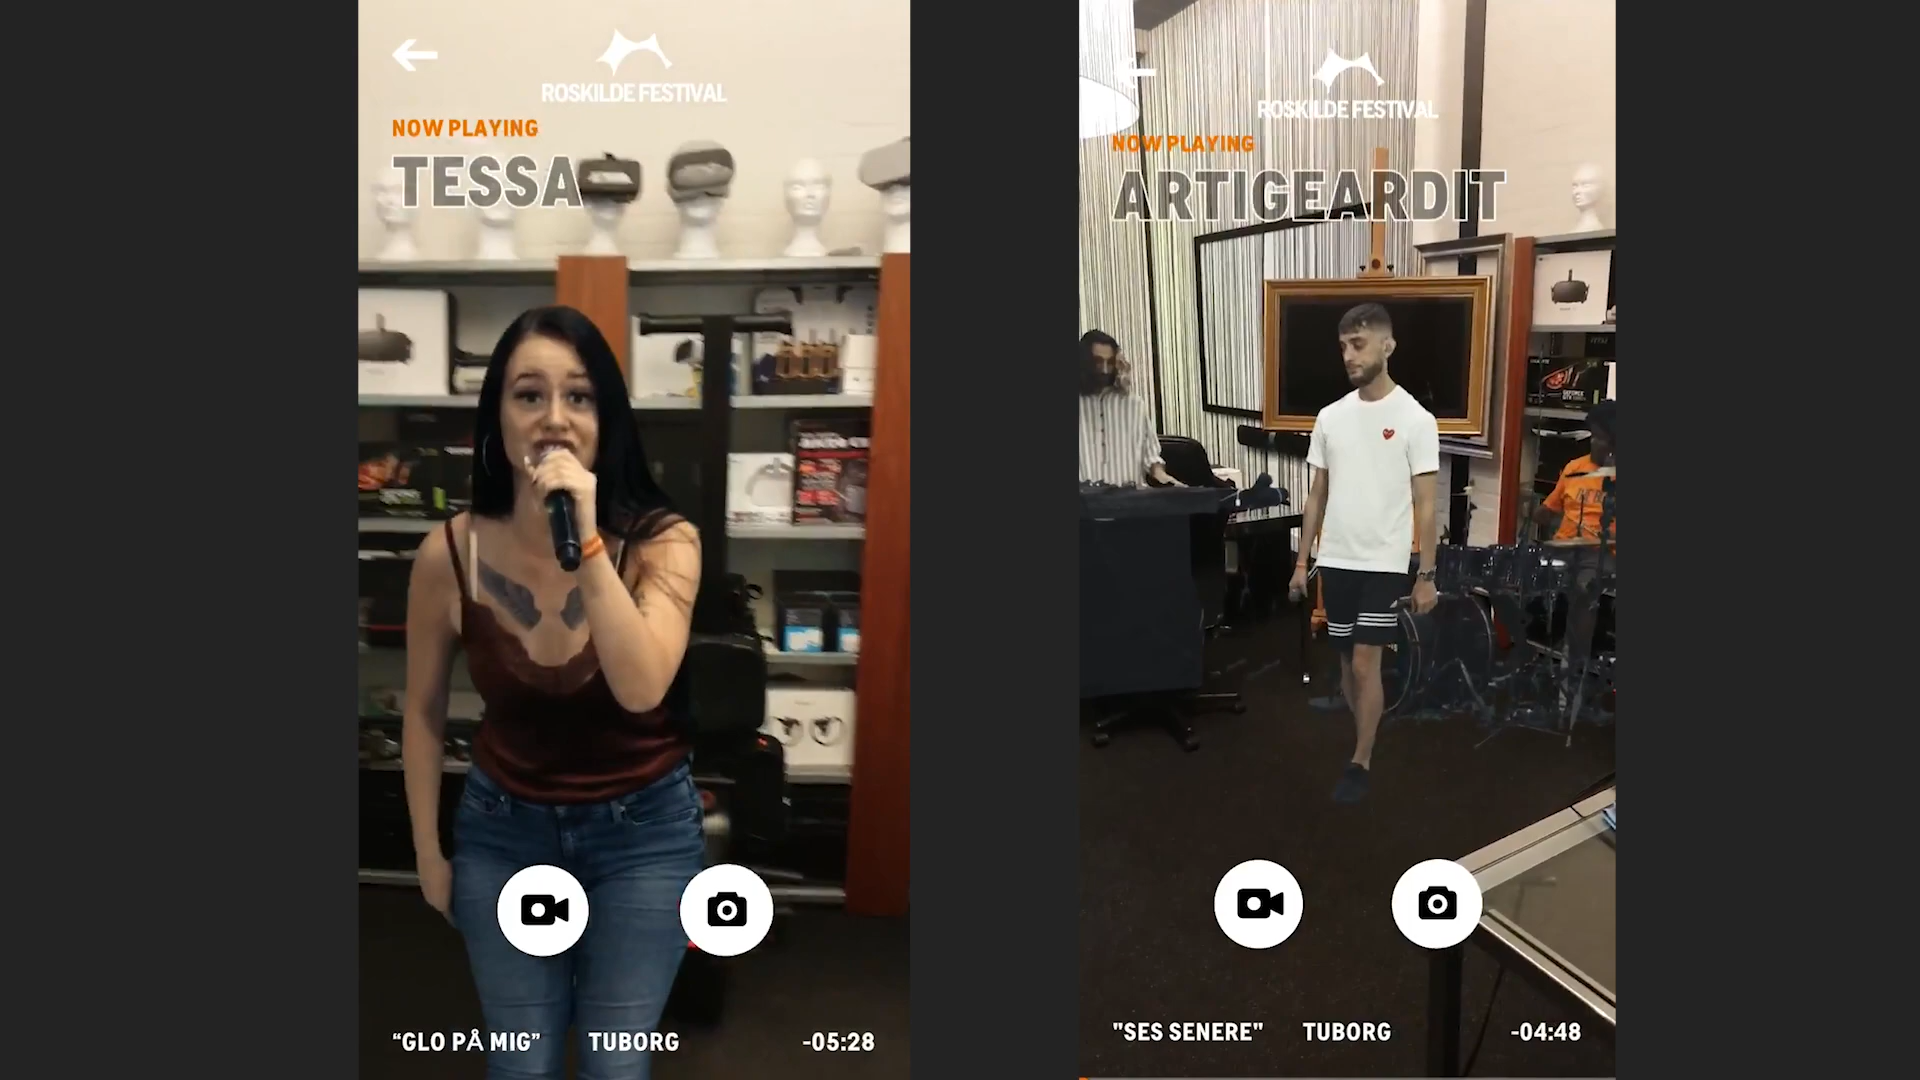 ROSKILDE FESTIVAL
NOW PLAYING
TESSA
“GLO PÅ MIG” TUBORG -05:28
ROSKILDE FESTIVAL
NOW PLAYING
ARTIGEARDIT
"SES SENERE" TUBORG -04:48